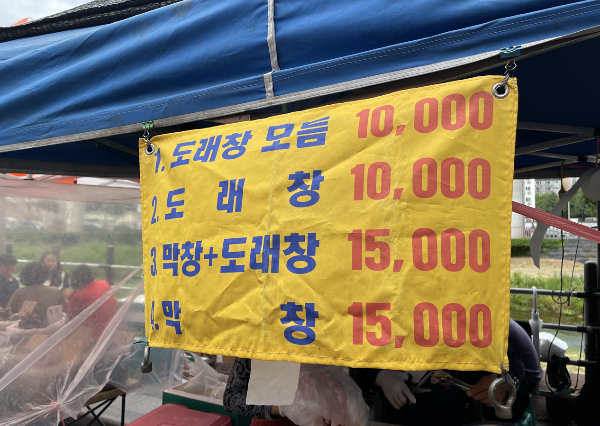 1. 도래창 모듬 10,000
2. 도 래 창 10,000
3. 막창+도래창 15,000
4. 막 창 15,000